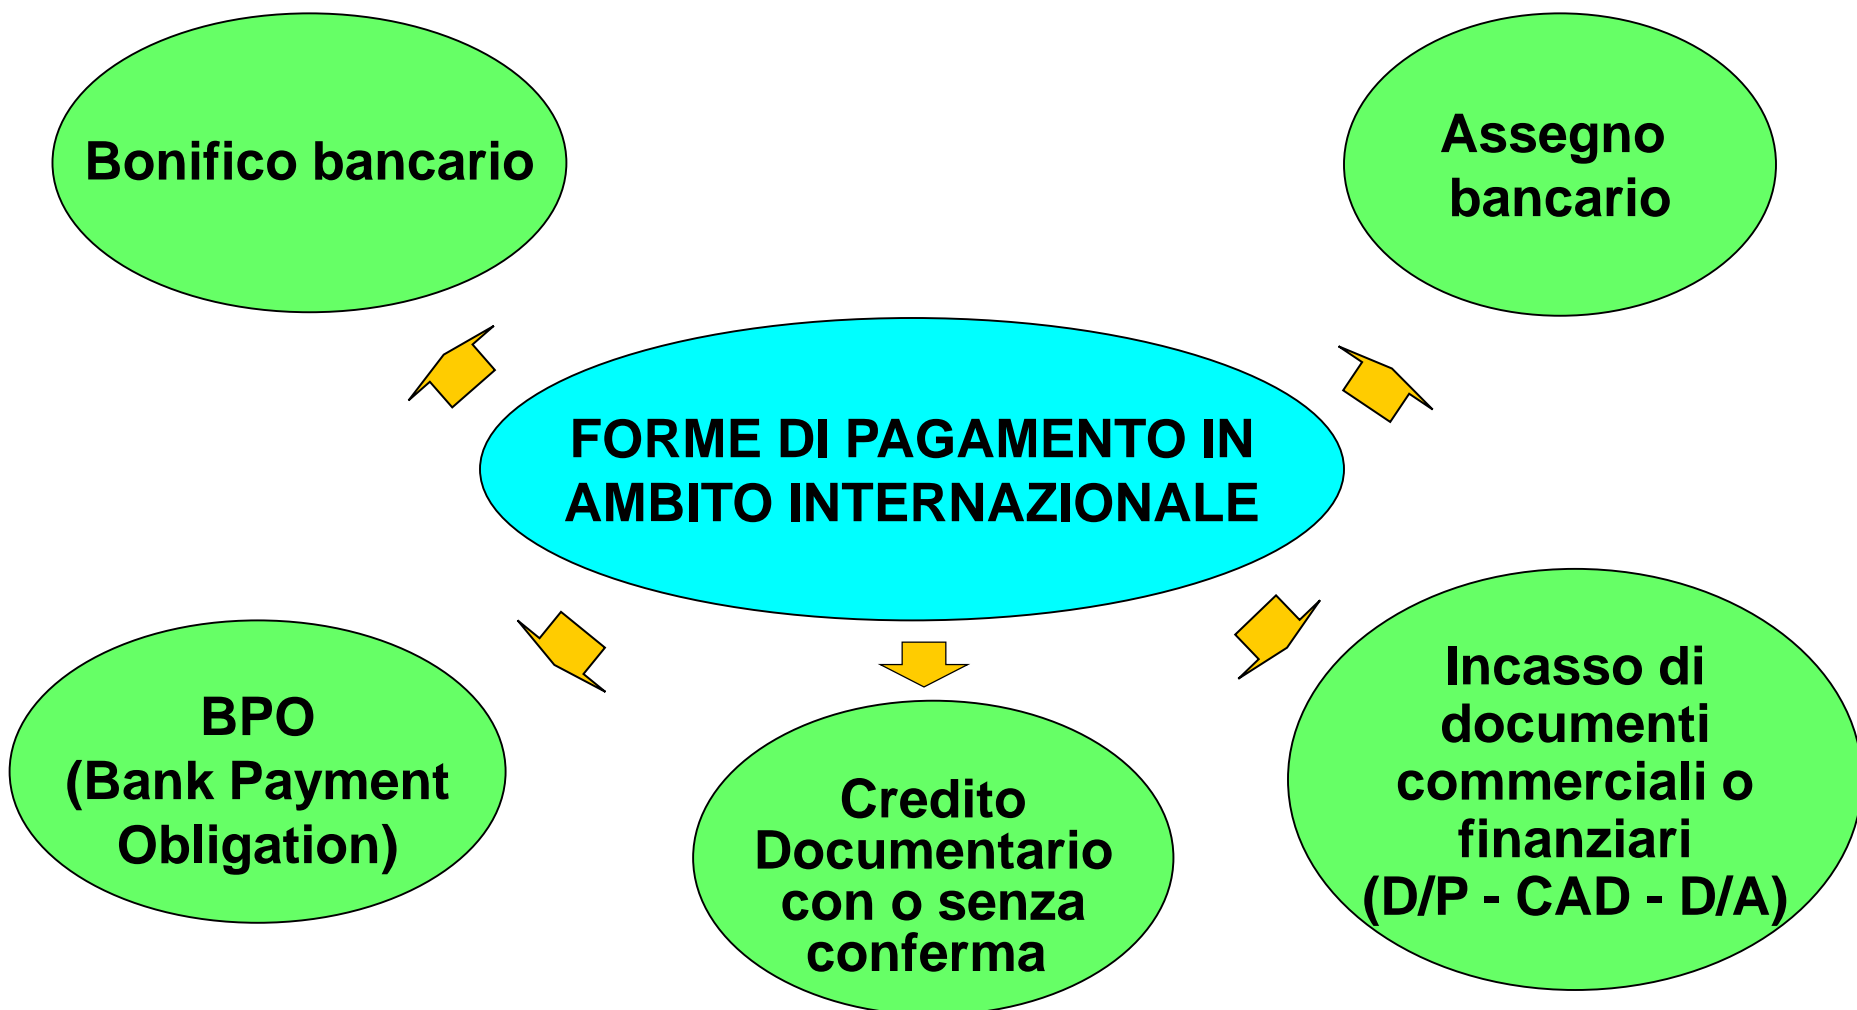 Bonifico bancario
Assegno
bancario
FORME DI PAGAMENTO IN
AMBITO INTERNAZIONALE
BPO
(Bank Payment
Obligation)
Credito
Documentario
con o senza
conferma
Incasso di
documenti
commerciali o
finanziari
(D/P - CAD - D/A)